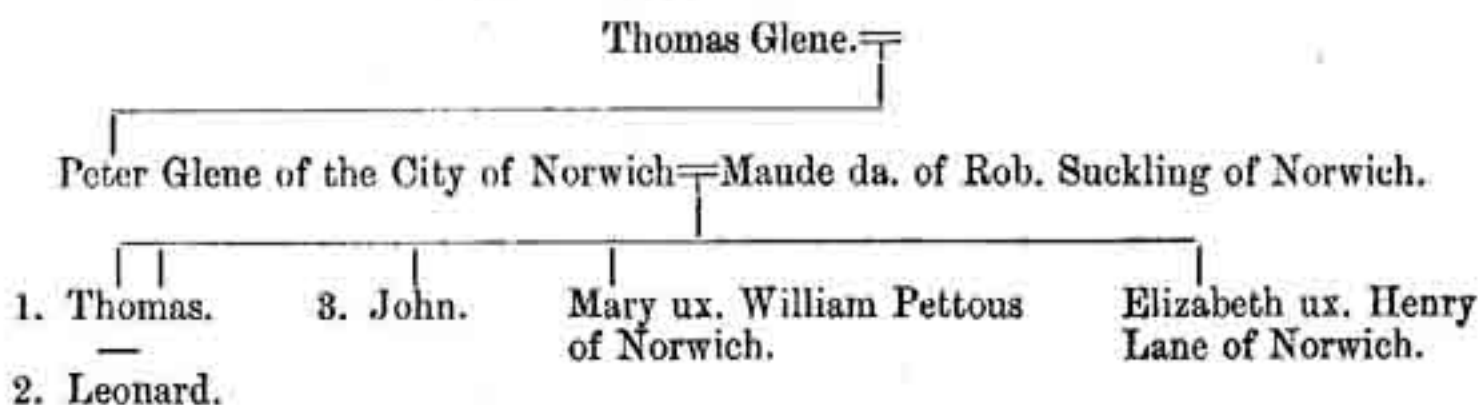 Thomas Glene.
Peter Glene of the City of Norwich Maude da. of Rob. Suckling of Norwich.
1. Thomas.
2. Leonard.
3. John.
Mary ux. William Pettous
of Norwich.
Elizabeth ux. Henry
Lane of Norwich.